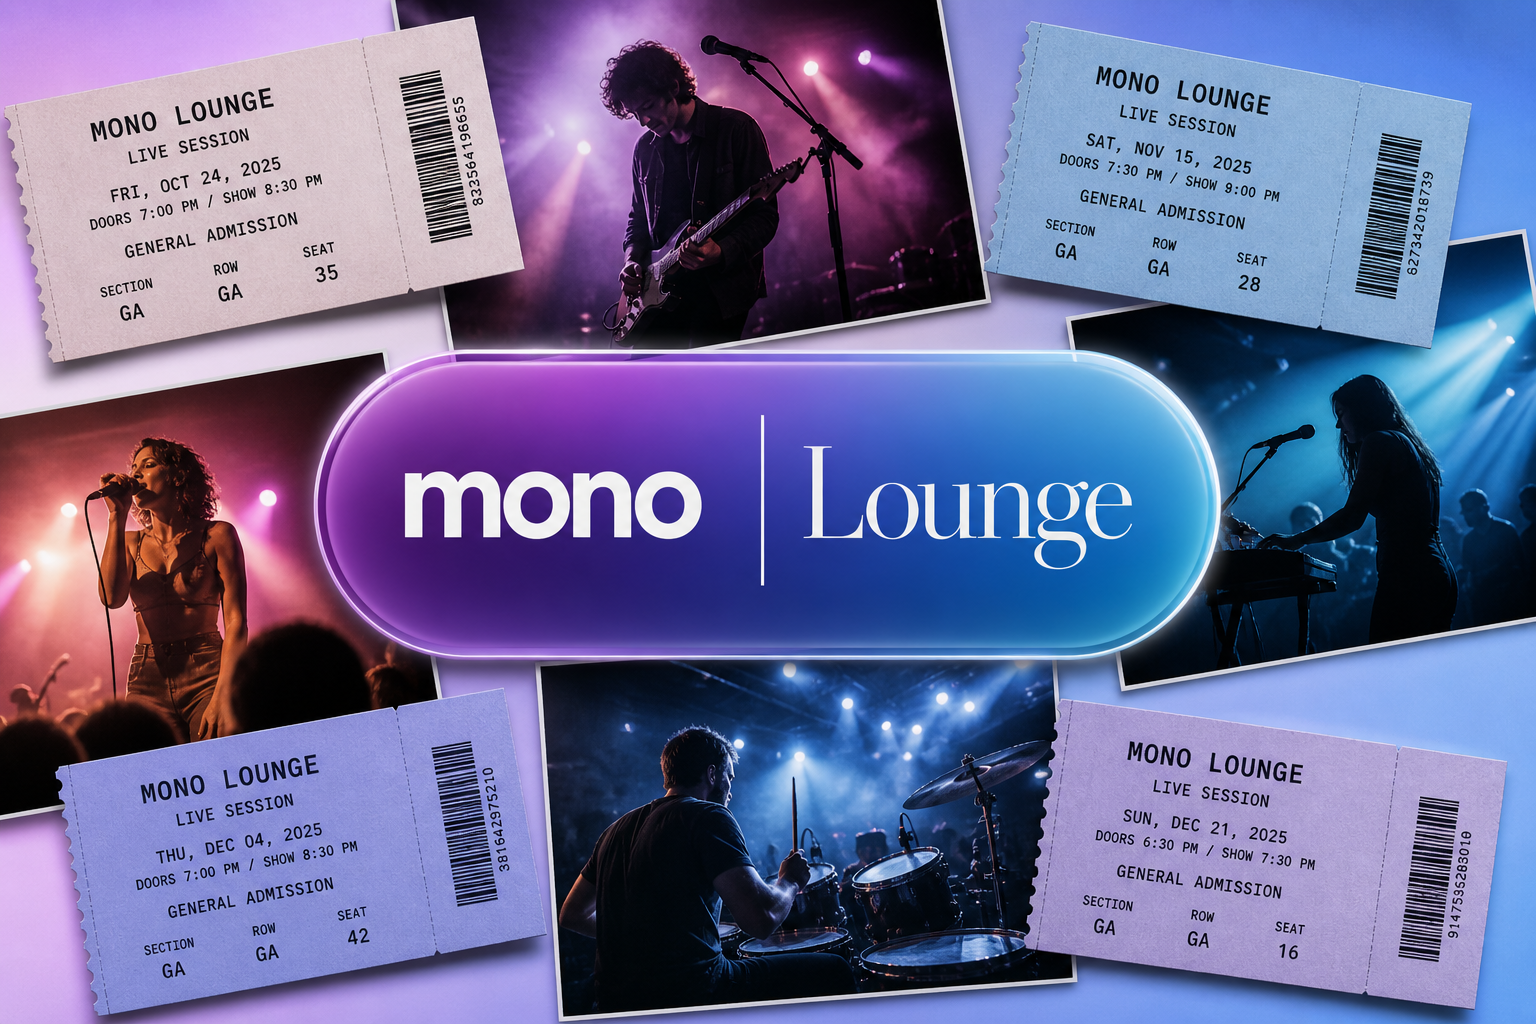 MONO LOUNGE
LIVE SESSION
FRI, OCT 24, 2025
DOORS 7:00 PM / SHOW 8:30 PM
GENERAL ADMISSION
SECTION ROW SEAT
GA GA 35
833564196655
MONO LOUNGE
LIVE SESSION
SAT, NOV 15, 2025
DOORS 7:30 PM / SHOW 9:00 PM
GENERAL ADMISSION
SECTION ROW SEAT
GA GA 28
827342018739
mono | Lounge
MONO LOUNGE
LIVE SESSION
THU, DEC 04, 2025
DOORS 7:00 PM / SHOW 8:30 PM
GENERAL ADMISSION
SECTION ROW SEAT
GA GA 42
381642975210
MONO LOUNGE
LIVE SESSION
SUN, DEC 21, 2025
DOORS 6:30 PM / SHOW 7:30 PM
GENERAL ADMISSION
SECTION ROW SEAT
GA GA 16
9147535283010